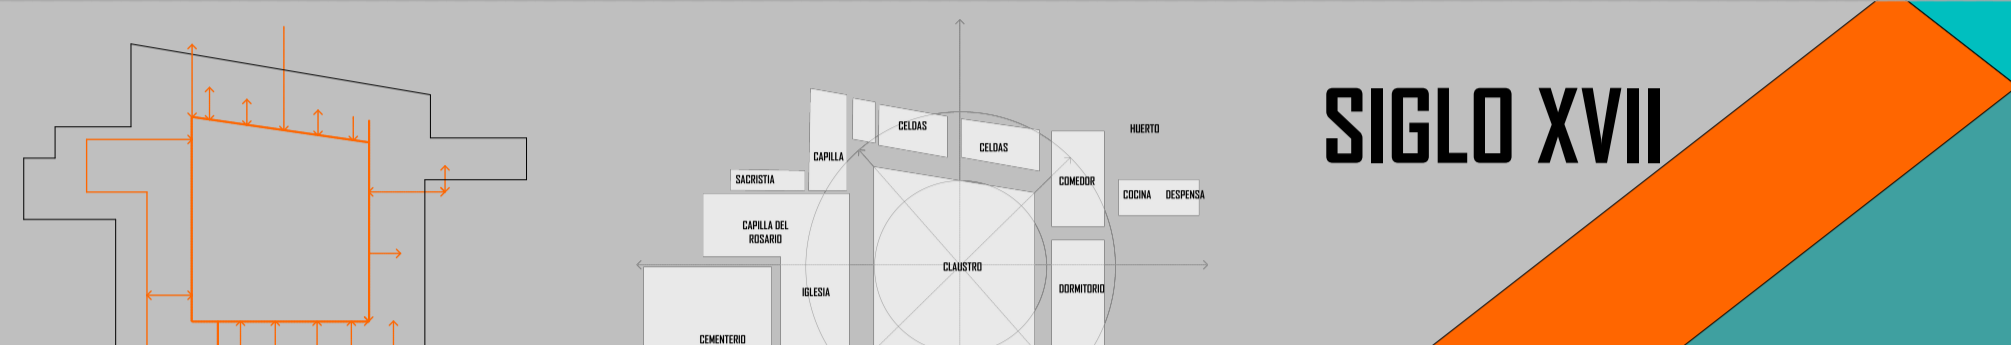 SIGLO XVII
CELDAS
HUERTO
CELDAS
CAPILLA
SACRISTIA
COMEDOR
COCINA DESPENSA
CAPILLA DEL
ROSARIO
CLAUSTRO
DORMITORIO
IGLESIA
CEMENTERIO